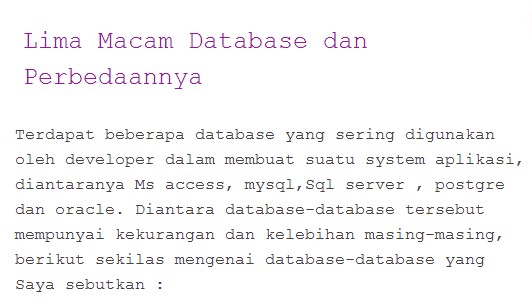 Lima Macam Database dan
Perbedaannya
Terdapat beberapa database yang sering digunakan
oleh developer dalam membuat suatu system aplikasi,
diantaranya Ms access, mysql,Sql server , postgre
dan oracle. Diantara database-database tersebut
mempunyai kekurangan dan kelebihan masing-masing,
berikut sekilas mengenai database-database yang
Saya sebutkan :